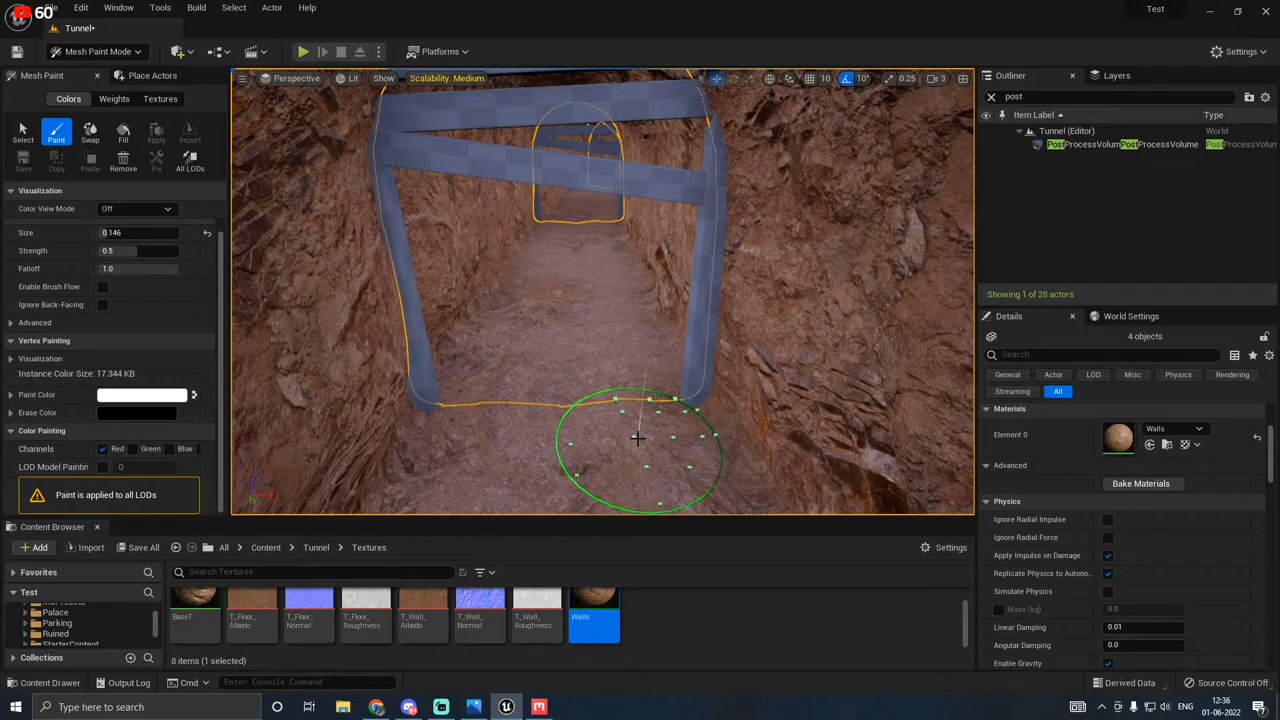 60
File Edit Window Tools Build Select Actor Help
Test
Tunnel*
Mesh Paint Mode
Platforms
Settings
Mesh Paint
Place Actors
Colors Weights Textures
Select Paint Swap Fill Apply Import
Save Copy Paste Remove All LODs
Visualization
Color View Mode Off
Size 0.146
Strength 0.5
Falloff 1.0
Enable Brush Flow
Ignore Back-Facing
Advanced
Vertex Painting
Visualization
Instance Color Size: 17.344 KB
Paint Color
Erase Color
Color Painting
Channels Red Green Blue
LOD Model Paintin 0
Paint is applied to all LODs
Perspective Lit Show Scalability: Medium
10 10° 0.25 3
Outliner
Layers
post
Item Label Type
Tunnel (Editor) World
PostProcessVolumPostProcessVolume PostProcessVolum
Showing 1 of 28 actors
Details
World Settings
4 objects
Search
General Actor LOD Misc Physics Rendering
Streaming All
Materials
Element 0 Walls
Advanced
Bake Materials
Physics
Ignore Radial Impulse
Ignore Radial Force
Apply Impulse on Damage
Replicate Physics to Autono...
Simulate Physics
Mass (kg) 0.0
Linear Damping 0.01
Angular Damping 0.0
Enable Gravity
Content Browser
Add Import Save All All Content Tunnel Textures Settings
Favorites
Search Textures
Test
Palace
Parking
Ruined
StarterContent
Collections
BaseT
T_Floor_Albedo
T_Floor_Normal
T_Floor_Roughness
T_Wall_Albedo
T_Wall_Normal
T_Wall_Roughness
Walls
8 items (1 selected)
Content Drawer Output Log Cmd Enter Console Command
Derived Data Source Control Off
Type here to search
ENG
12:36
01-06-2022